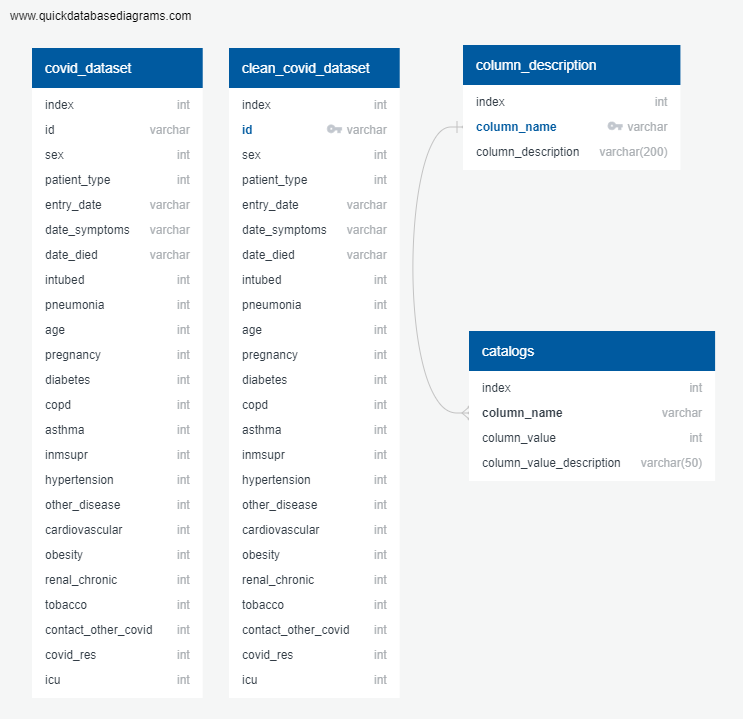 www.quickdatabasediagrams.com
covid_dataset
index int
id varchar
sex int
patient_type int
entry_date varchar
date_symptoms varchar
date_died varchar
intubed int
pneumonia int
age int
pregnancy int
diabetes int
copd int
asthma int
inmsupr int
hypertension int
other_disease int
cardiovascular int
obesity int
renal_chronic int
tobacco int
contact_other_covid int
covid_res int
icu int
clean_covid_dataset
index int
id varchar
sex int
patient_type int
entry_date varchar
date_symptoms varchar
date_died varchar
intubed int
pneumonia int
age int
pregnancy int
diabetes int
copd int
asthma int
inmsupr int
hypertension int
other_disease int
cardiovascular int
obesity int
renal_chronic int
tobacco int
contact_other_covid int
covid_res int
icu int
column_description
index int
column_name varchar
column_description varchar(200)
catalogs
index int
column_name varchar
column_value int
column_value_description varchar(50)